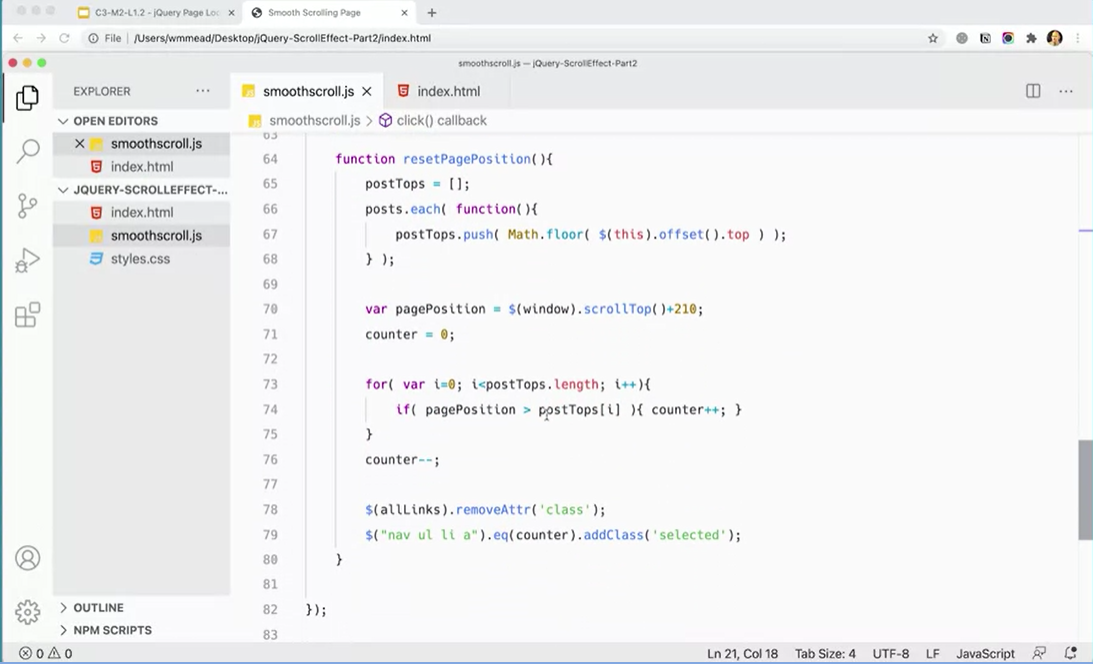 C3-M2-L1.2 - jQuery Page Loa
Smooth Scrolling Page
File /Users/wmmead/Desktop/jQuery-ScrollEffect-Part2/index.html
smoothscroll.js — jQuery-ScrollEffect-Part2
EXPLORER
OPEN EDITORS
smoothscroll.js
index.html
JQUERY-SCROLLEFFECT-...
index.html
smoothscroll.js
styles.css
OUTLINE
NPM SCRIPTS
smoothscroll.js
index.html
smoothscroll.js > click() callback
63
64 function resetPagePosition(){
65 postTops = [];
66 posts.each( function(){
67 postTops.push( Math.floor( $(this).offset().top ) );
68 } );
69
70 var pagePosition = $(window).scrollTop()+210;
71 counter = 0;
72
73 for( var i=0; i<postTops.length; i++){
74 if( pagePosition > postTops[i] ){ counter++; }
75 }
76 counter--;
77
78 $(allLinks).removeAttr('class');
79 $("nav ul li a").eq(counter).addClass('selected');
80 }
81
82 });
83
0 0
Ln 21, Col 18 Tab Size: 4 UTF-8 LF JavaScript